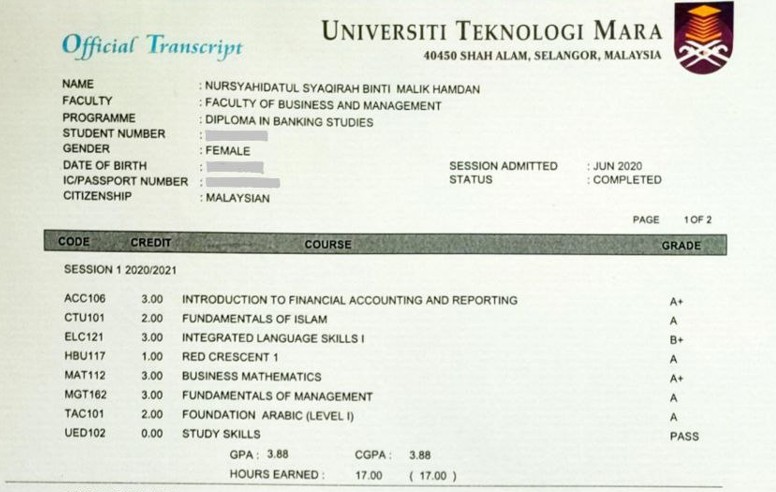 Official Transcript
UNIVERSITI TEKNOLOGI MARA
40450 SHAH ALAM, SELANGOR, MALAYSIA
NAME : NURSYAHIDATUL SYAQIRAH BINTI MALIK HAMDAN
FACULTY : FACULTY OF BUSINESS AND MANAGEMENT
PROGRAMME : DIPLOMA IN BANKING STUDIES
STUDENT NUMBER :
GENDER : FEMALE
DATE OF BIRTH : SESSION ADMITTED : JUN 2020
IC/PASSPORT NUMBER : STATUS : COMPLETED
CITIZENSHIP : MALAYSIAN
PAGE 1 OF 2
CODE CREDIT COURSE GRADE
SESSION 1 2020/2021
ACC106 3.00 INTRODUCTION TO FINANCIAL ACCOUNTING AND REPORTING A+
CTU101 2.00 FUNDAMENTALS OF ISLAM A
ELC121 3.00 INTEGRATED LANGUAGE SKILLS I B+
HBU117 1.00 RED CRESCENT 1 A
MAT112 3.00 BUSINESS MATHEMATICS A+
MGT162 3.00 FUNDAMENTALS OF MANAGEMENT A
TAC101 2.00 FOUNDATION ARABIC (LEVEL I) A
UED102 0.00 STUDY SKILLS PASS
GPA : 3.88 CGPA : 3.88
HOURS EARNED : 17.00 ( 17.00 )